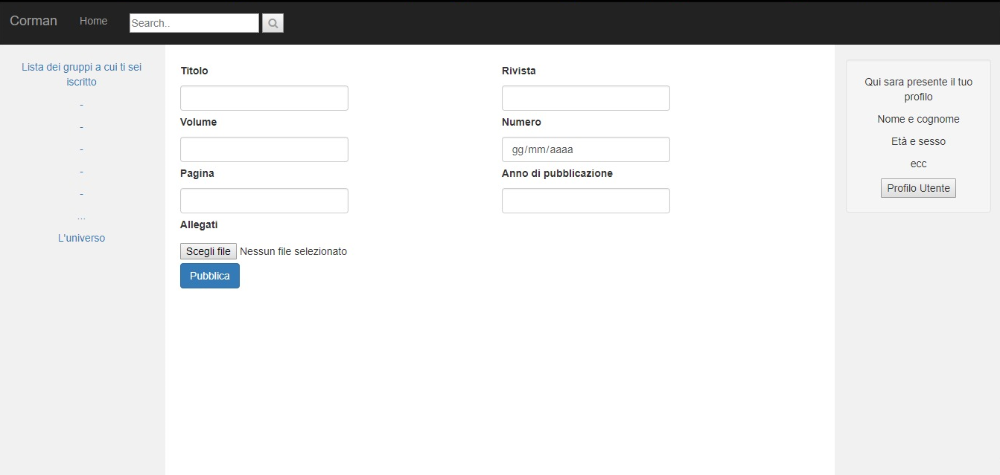 Corman Home Search..
Lista dei gruppi a cui ti sei
iscritto
-
-
-
-
-
...
L'universo
Titolo Rivista
Volume Numero
gg/mm/aaaa
Pagina Anno di pubblicazione
Allegati
Scegli file Nessun file selezionato
Pubblica
Qui sara presente il tuo
profilo
Nome e cognome
Età e sesso
ecc
Profilo Utente